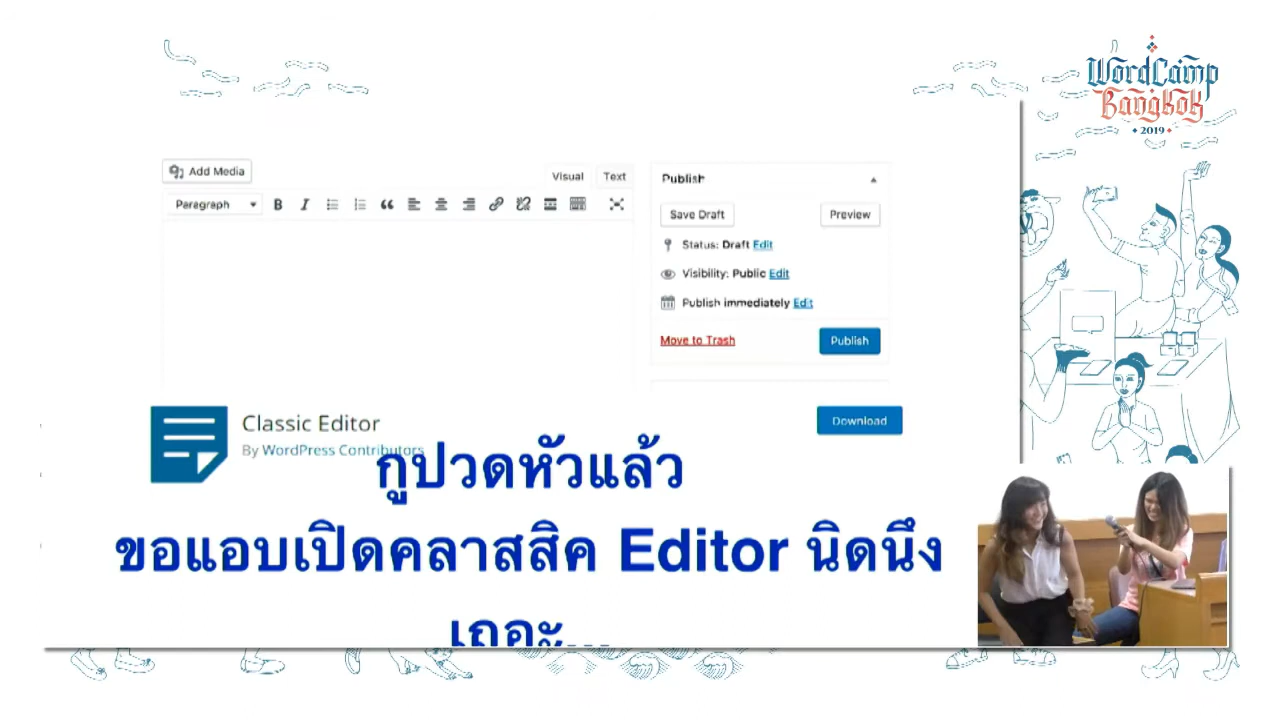 WordCamp
Bangkok
2019
Add Media
Visual Text
Paragraph
Publish
Save Draft Preview
Status: Draft Edit
Visibility: Public Edit
Publish immediately Edit
Move to Trash Publish
Classic Editor
By WordPress Contributors
Download
กูปวดหัวแล้ว
ขอแอบเปิดคลาสสิค Editor นิดนึง
เถอะ...